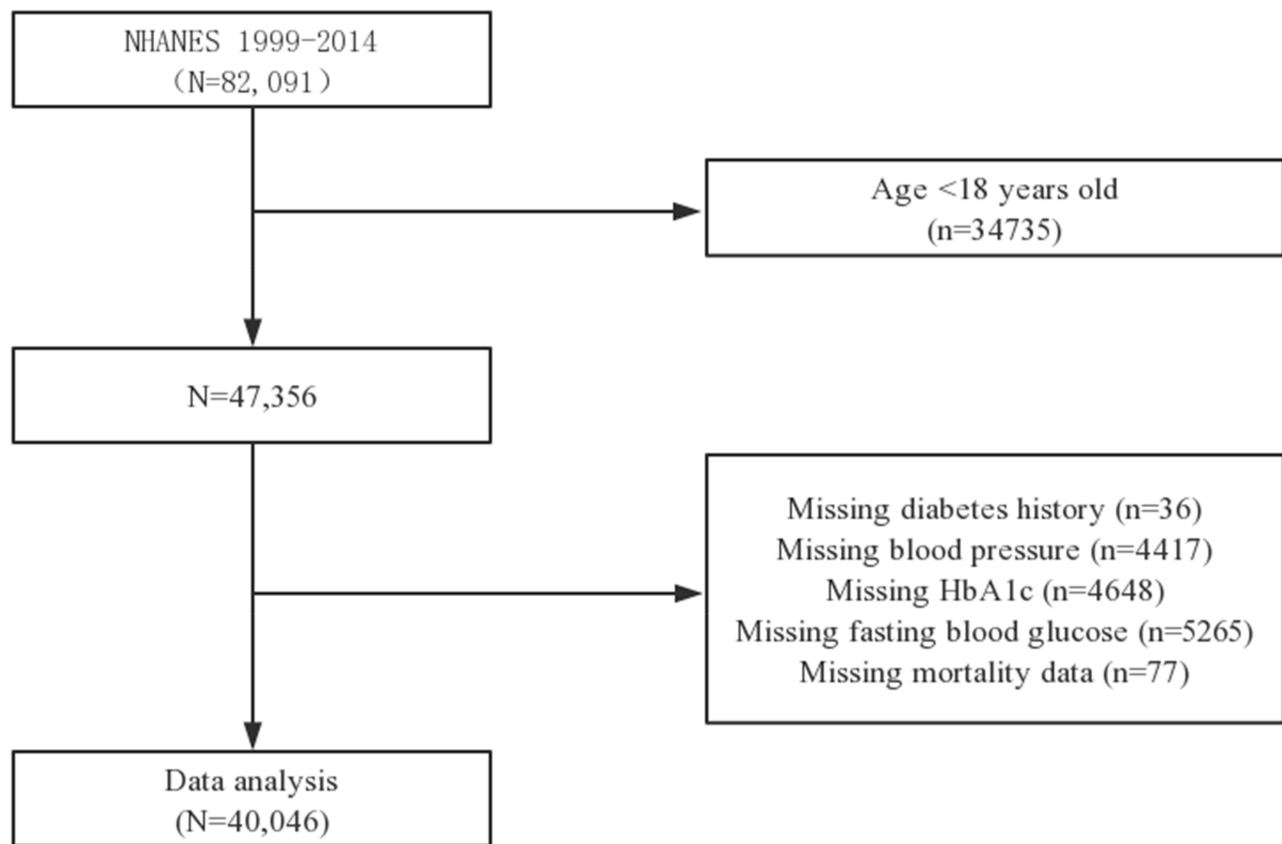 NHANES 1999-2014
（N=82,091）
Age <18 years old
(n=34735)
N=47,356
Missing diabetes history (n=36)
Missing blood pressure (n=4417)
Missing HbA1c (n=4648)
Missing fasting blood glucose (n=5265)
Missing mortality data (n=77)
Data analysis
(N=40,046)